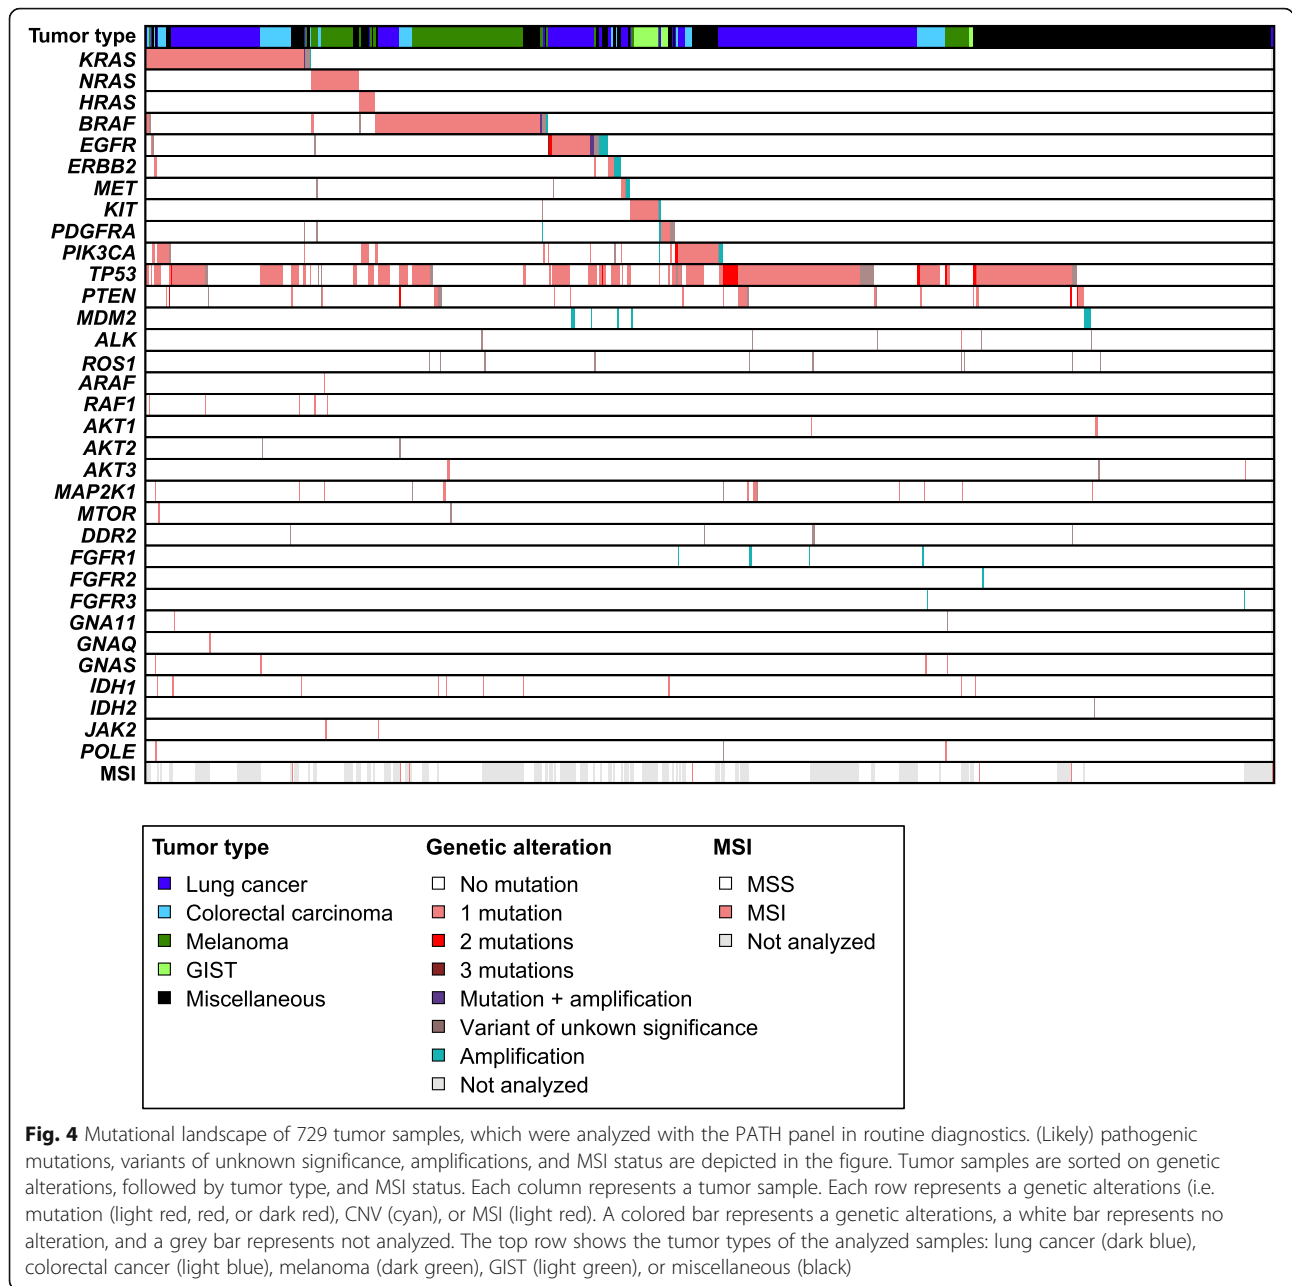 Tumor type
KRAS
NRAS
HRAS
BRAF
EGFR
ERBB2
MET
KIT
PDGFRA
PIK3CA
TP53
PTEN
MDM2
ALK
ROS1
ARAF
RAF1
AKT1
AKT2
AKT3
MAP2K1
MTOR
DDR2
FGFR1
FGFR2
FGFR3
GNA11
GNAQ
GNAS
IDH1
IDH2
JAK2
POLE
MSI
Tumor type
Lung cancer
Colorectal carcinoma
Melanoma
GIST
Miscellaneous
Genetic alteration
No mutation
1 mutation
2 mutations
3 mutations
Mutation + amplification
Variant of unkown significance
Amplification
Not analyzed
MSI
MSS
MSI
Not analyzed
Fig. 4 Mutational landscape of 729 tumor samples, which were analyzed with the PATH panel in routine diagnostics. (Likely) pathogenic
mutations, variants of unknown significance, amplifications, and MSI status are depicted in the figure. Tumor samples are sorted on genetic
alterations, followed by tumor type, and MSI status. Each column represents a tumor sample. Each row represents a genetic alterations (i.e.
mutation (light red, red, or dark red), CNV (cyan), or MSI (light red). A colored bar represents a genetic alterations, a white bar represents no
alteration, and a grey bar represents not analyzed. The top row shows the tumor types of the analyzed samples: lung cancer (dark blue),
colorectal cancer (light blue), melanoma (dark green), GIST (light green), or miscellaneous (black)